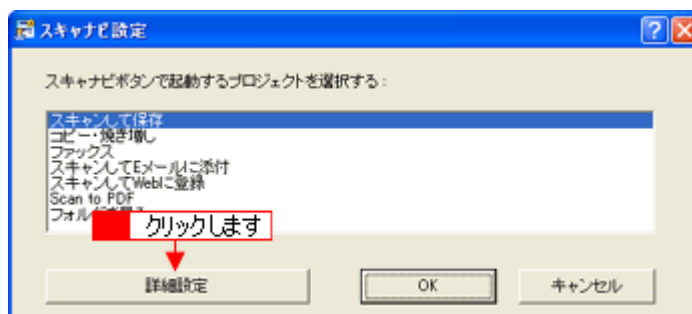 スキャナビ設定
スキャナビボタンで起動するプロジェクトを選択する：
スキャンして保存
コピー・焼き増し
ファックス
スキャンしてEメールに添付
スキャンしてWebに登録
Scan to PDF
フォル
クリックします
詳細設定
OK
キャンセル